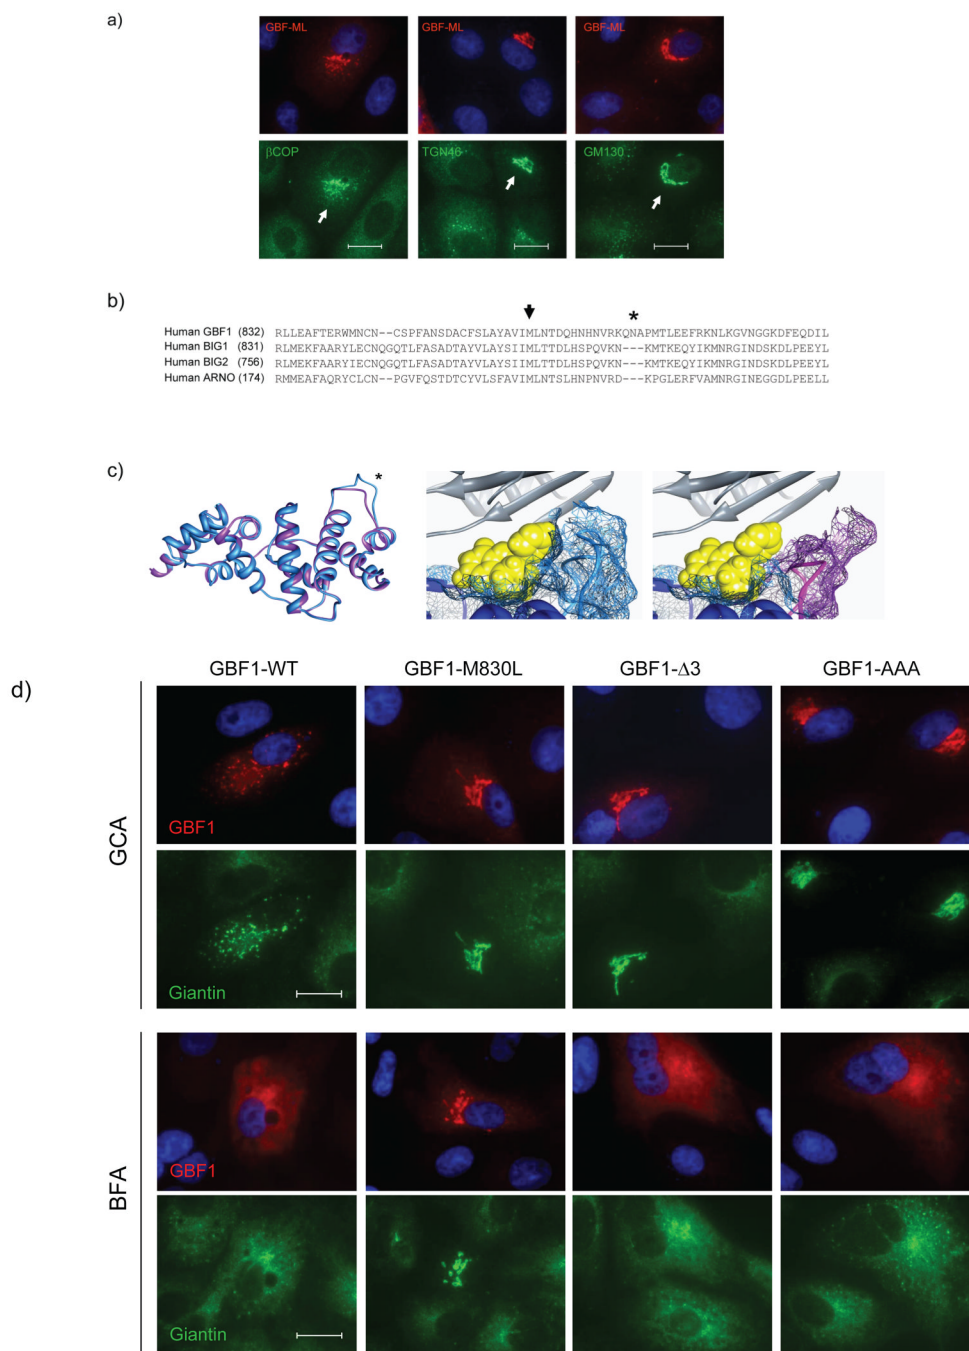 a)
GBF-ML GBF-ML GBF-ML
βCOP TGN46 GM130
b)
*
Human GBF1 (832) RLLEAFTERWMNCN--CSPFANSDACFSLAYAVIMLNTDQHNHNVRKQNAPMTLEEFRKNLKGVNGGKDFEQDIL
Human BIG1 (831) RLMEKFAARYLECNQGQTLFASADTAYVLAYSIIMLTTDLHSPQVKN---KMTKEQYIKMNRGINDSKDLPEEYL
Human BIG2 (756) RLMEKFAARYIECNQGQTLFASADTAYVLAYSIIMLTTDLHSPQVKN---KMTKEQYIKMNRGINDSKDLPEEYL
Human ARNO (174) RMMEAFAQRYCLCN--PGVFQSTDTCYVLSFAVIMLNTSLHNPNVRD---KPGLERFVAMNRGINEGGDLPEELL
c)
*
d)
GBF1-WT GBF1-M830L GBF1-Δ3 GBF1-AAA
GCA
GBF1
Giantin
BFA
GBF1
Giantin